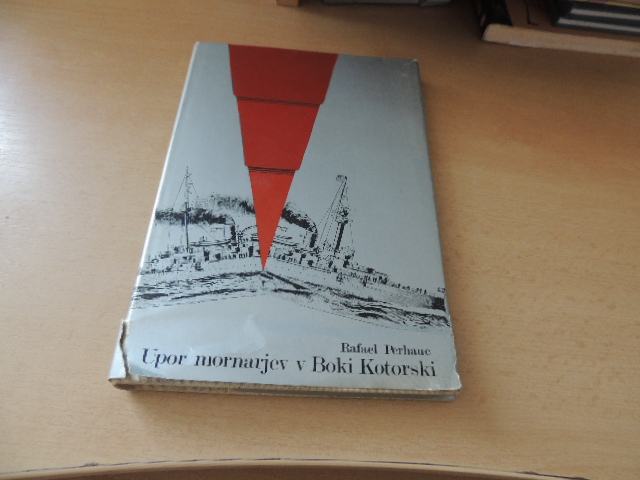 Rafael Perhauc
Upor mornarjev v Boki Kotorski